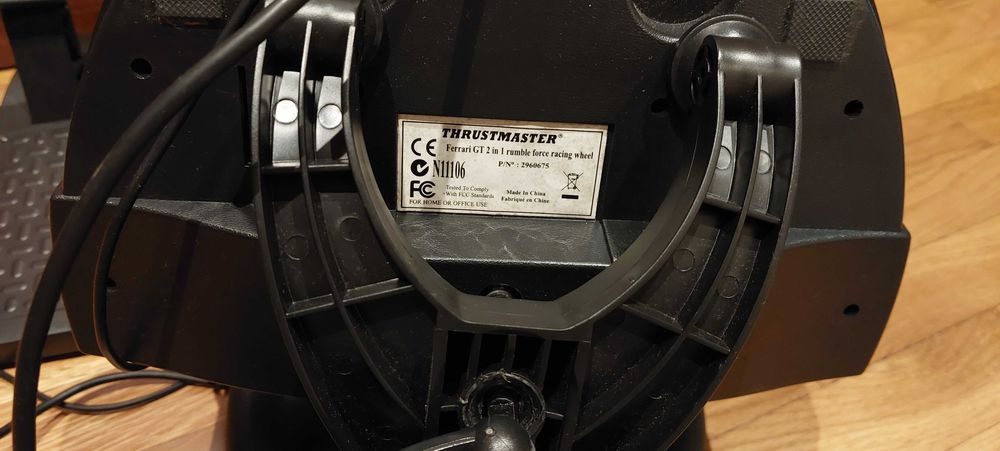 THRUSTMASTER®
CE Ferrari GT 2 in 1 rumble force racing wheel
P/N° : 2960675
N11106
FC Tested To Comply
- With FCC Standards
FOR HOME OR OFFICE USE
Made In China
Fabriqué en Chine